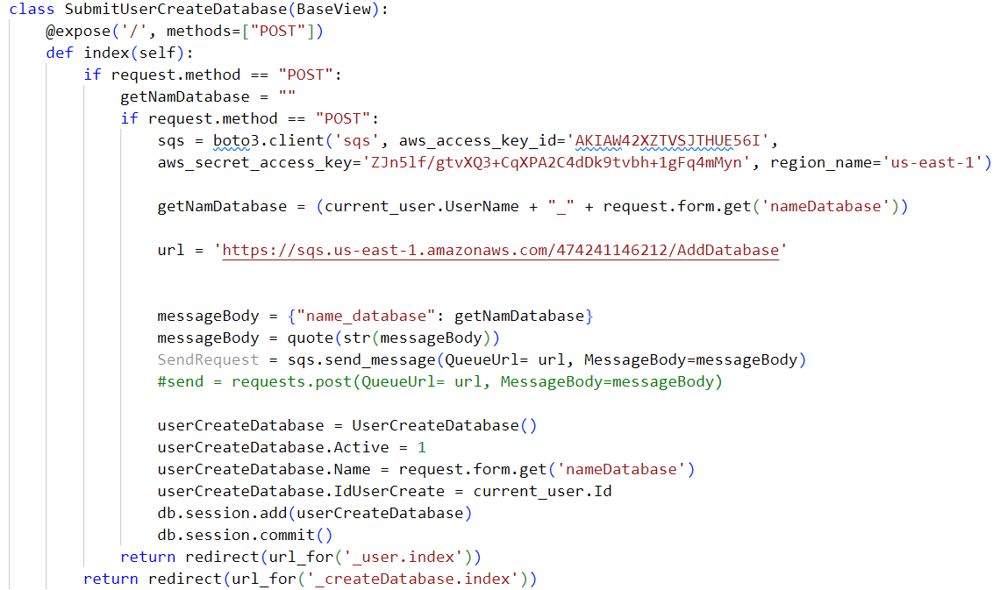 class SubmitUserCreateDatabase(BaseView):
    @expose('/', methods=["POST"])
    def index(self):
        if request.method == "POST":
            getNamDatabase = ""
            if request.method == "POST":
                sqs = boto3.client('sqs', aws_access_key_id='AKIAW42XZTVSJTHUE56I',
                aws_secret_access_key='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', region_name='us-east-1')
                getNamDatabase = (current_user.UserName + "_" + request.form.get('nameDatabase'))
                url = 'https://sqs.us-east-1.amazonaws.com/474241146212/AddDatabase'
                messageBody = {"name_database": getNamDatabase}
                messageBody = quote(str(messageBody))
                SendRequest = sqs.send_message(QueueUrl= url, MessageBody=messageBody)
                #send = requests.post(QueueUrl= url, MessageBody=messageBody)
                userCreateDatabase = UserCreateDatabase()
                userCreateDatabase.Active = 1
                userCreateDatabase.Name = request.form.get('nameDatabase')
                userCreateDatabase.IdUserCreate = current_user.Id
                db.session.add(userCreateDatabase)
                db.session.commit()
            return redirect(url_for('_user.index'))
        return redirect(url_for('_createDatabase.index'))